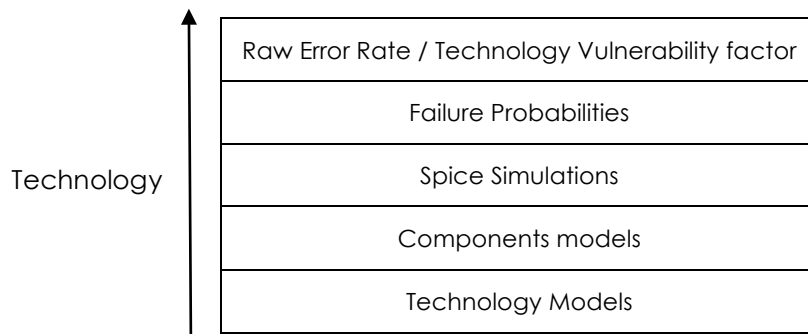 Raw Error Rate / Technology Vulnerability factor
Failure Probabilities
Technology
Spice Simulations
Components models
Technology Models